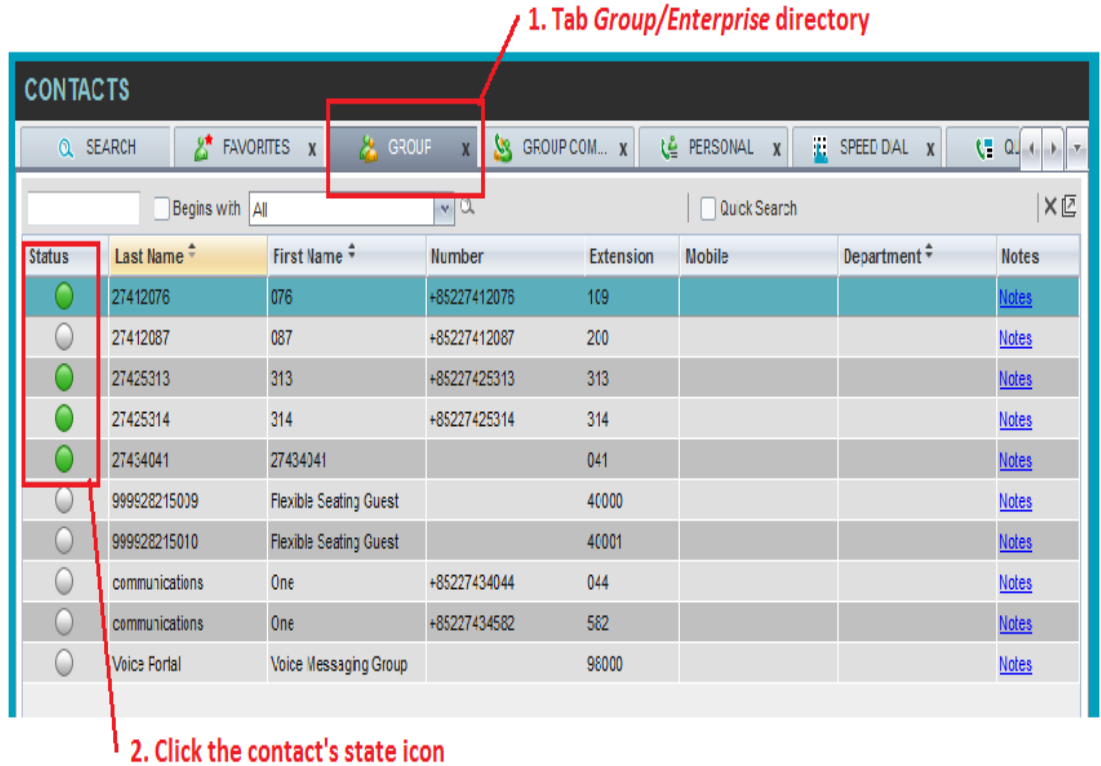 1. Tab Group/Enterprise directory
CONTACTS
SEARCH FAVORITES x GROUP x GROUP COM... x PERSONAL x SPEED DIAL x QU
Begins with All Quick Search
Status Last Name First Name Number Extension Mobile Department Notes
27412076 076 +85227412076 109 Notes
27412087 087 +85227412087 200 Notes
27425313 313 +85227425313 313 Notes
27425314 314 +85227425314 314 Notes
27434041 27434041 041 Notes
999928215009 Flexible Seating Guest 40000 Notes
999928215010 Flexible Seating Guest 40001 Notes
communications One +85227434044 044 Notes
communications One +85227434582 582 Notes
Voice Portal Voice Messaging Group 98000 Notes
2. Click the contact's state icon